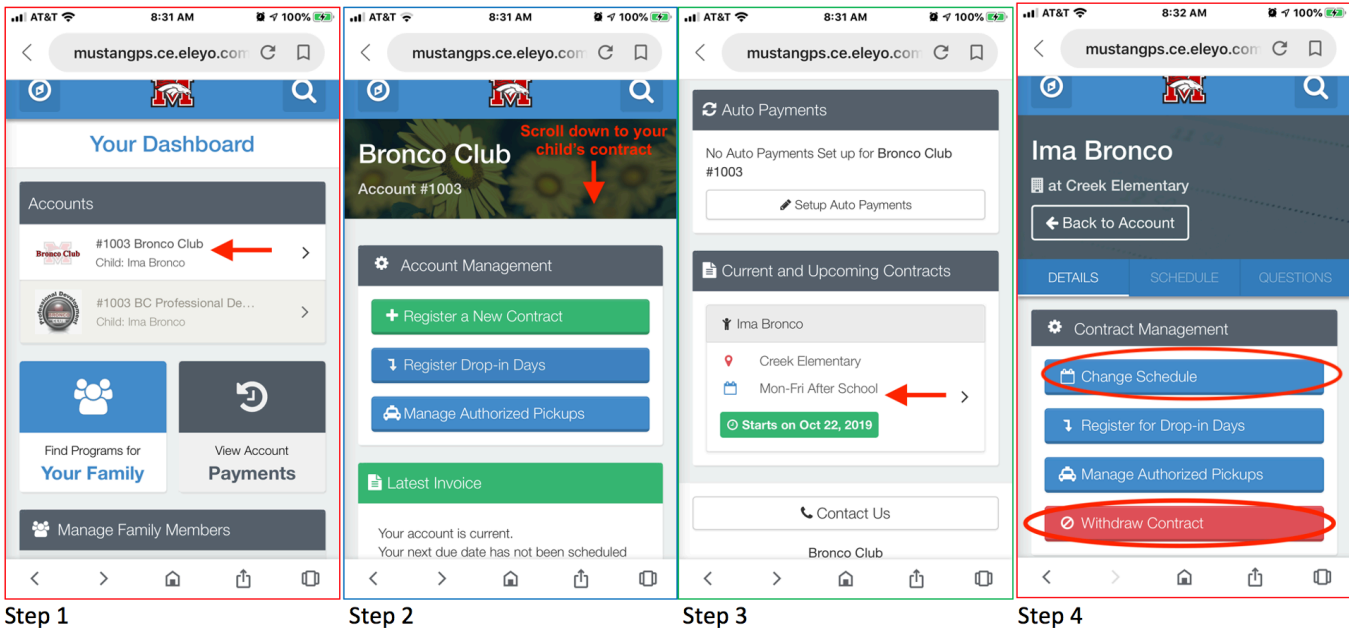 AT&T 8:31 AM 100%
mustangps.ce.eleyo.com
M
Your Dashboard
Accounts
Bronco Club
#1003 Bronco Club
Child: Ima Bronco
#1003 BC Professional De...
Child: Ima Bronco
Find Programs for
Your Family
View Account
Payments
Manage Family Members
Step 1
AT&T 8:31 AM 100%
mustangps.ce.eleyo.com
M
Scroll down to your
child's contract
Bronco Club
Account #1003
Account Management
Register a New Contract
Register Drop-in Days
Manage Authorized Pickups
Latest Invoice
Your account is current.
Your next due date has not been scheduled
Step 2
AT&T 8:31 AM 100%
mustangps.ce.eleyo.com
M
Auto Payments
No Auto Payments Set up for Bronco Club
#1003
Setup Auto Payments
Current and Upcoming Contracts
Ima Bronco
Creek Elementary
Mon-Fri After School
Starts on Oct 22, 2019
Contact Us
Bronco Club
Step 3
AT&T 8:32 AM 100%
mustangps.ce.eleyo.com
M
Ima Bronco
at Creek Elementary
Back to Account
DETAILS SCHEDULE QUESTIONS
Contract Management
Change Schedule
Register for Drop-in Days
Manage Authorized Pickups
Withdraw Contract
Step 4